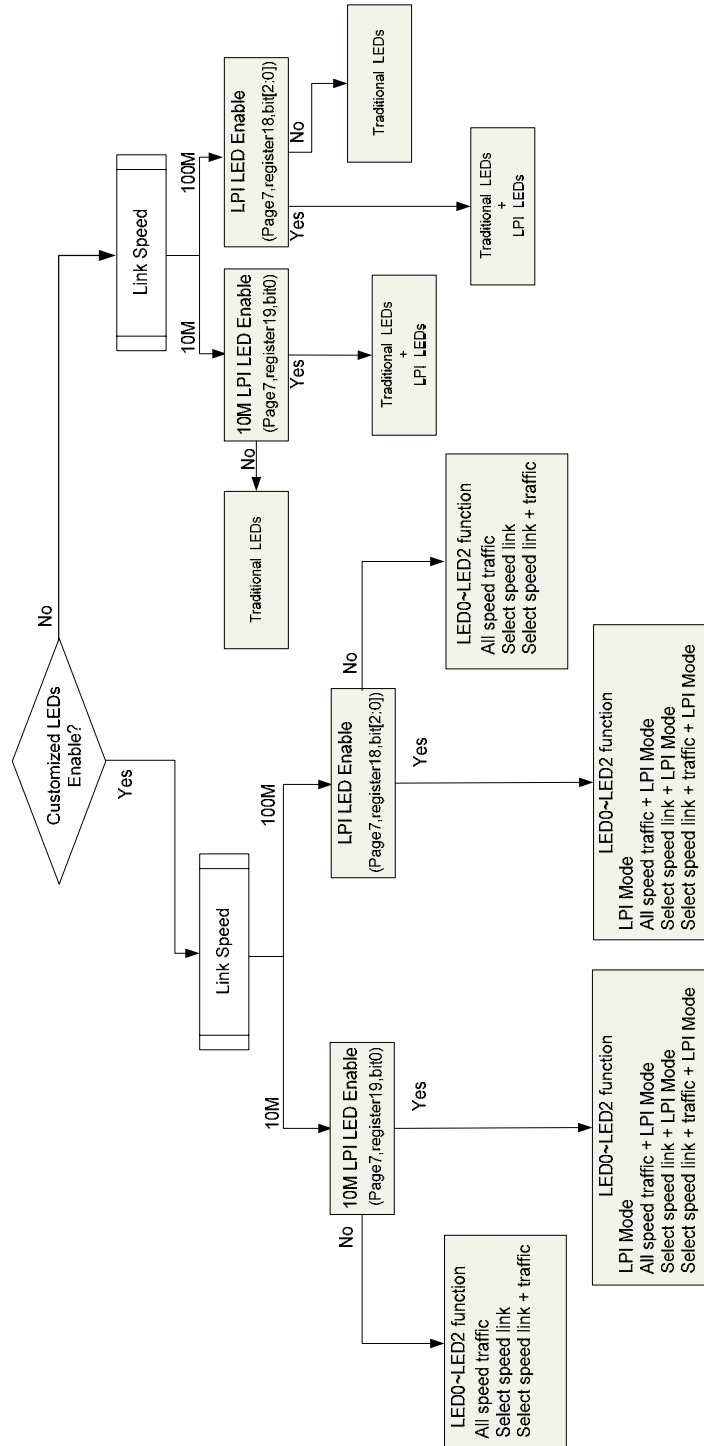 Customized LEDs
Enable?
Yes
No
Link Speed
10M
100M
10M LPI LED Enable
(Page7,register19,bit0)
No
Yes
LED0~LED2 function
All speed traffic
Select speed link
Select speed link + traffic
LED0~LED2 function
LPI Mode
All speed traffic + LPI Mode
Select speed link + LPI Mode
Select speed link + traffic + LPI Mode
LPI LED Enable
(Page7,register18,bit[2:0])
Yes
No
LED0~LED2 function
LPI Mode
All speed traffic + LPI Mode
Select speed link + LPI Mode
Select speed link + traffic + LPI Mode
LED0~LED2 function
All speed traffic
Select speed link
Select speed link + traffic
Link Speed
10M
100M
10M LPI LED Enable
(Page7,register19,bit0)
No
Yes
Traditional LEDs
Traditional LEDs
+
LPI LEDs
LPI LED Enable
(Page7,register18,bit[2:0])
Yes
No
Traditional LEDs
+
LPI LEDs
Traditional LEDs